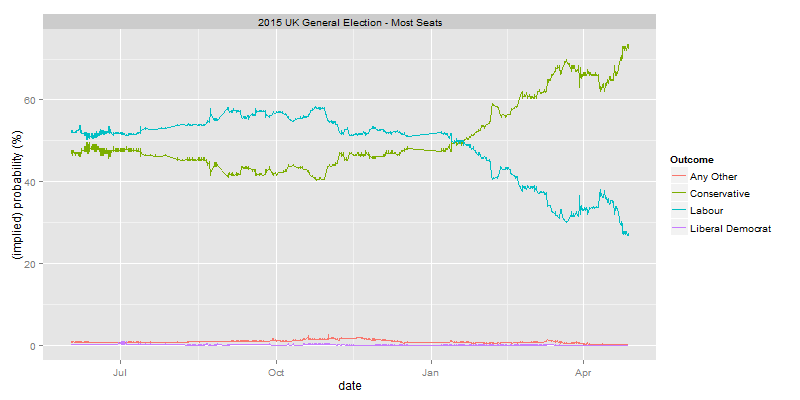 2015 UK General Election - Most Seats
(implied) probability (%)
60
40
20
0
Jul
Oct
Jan
Apr
date
Outcome
Any Other
Conservative
Labour
Liberal Democrat